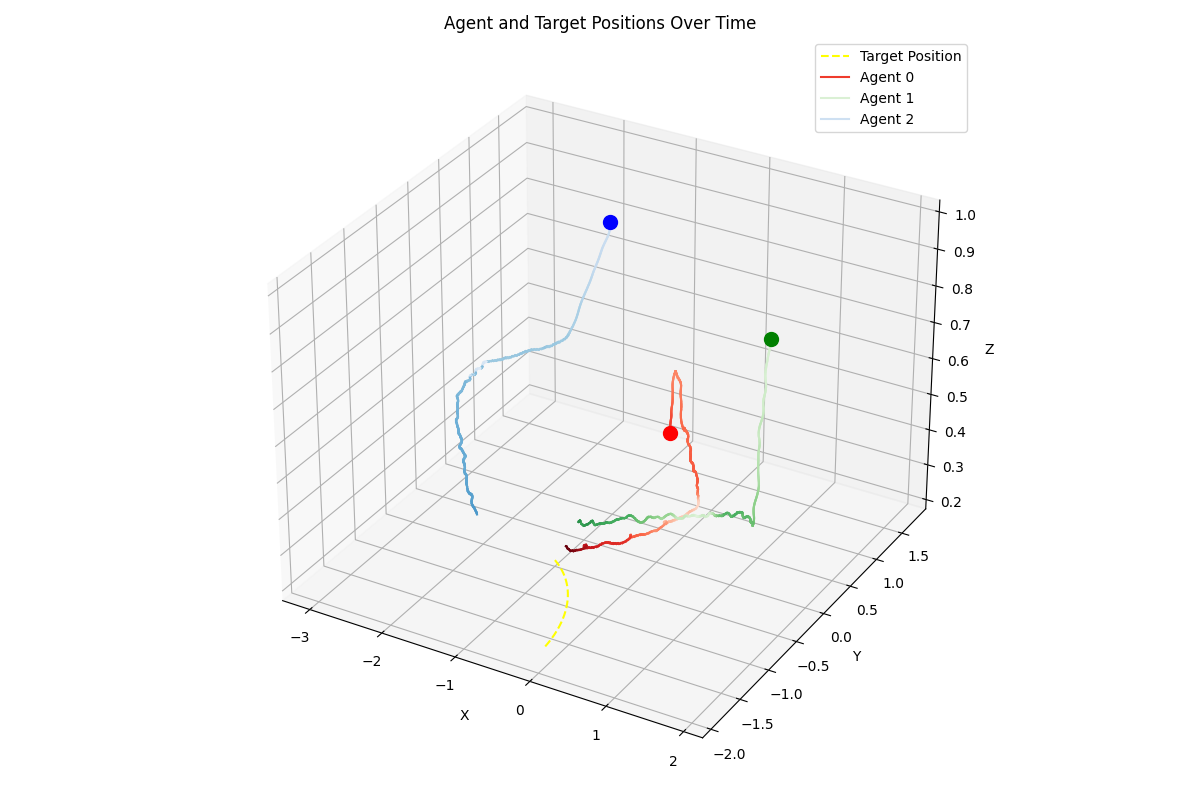 Agent and Target Positions Over Time
Target Position
Agent 0
Agent 1
Agent 2
1.0
0.9
0.8
0.7
0.6
0.5
0.4
0.3
0.2
Z
1.5
1.0
0.5
0.0
−0.5
−1.0
−1.5
−2.0
Y
−3
−2
−1
0
1
2
X